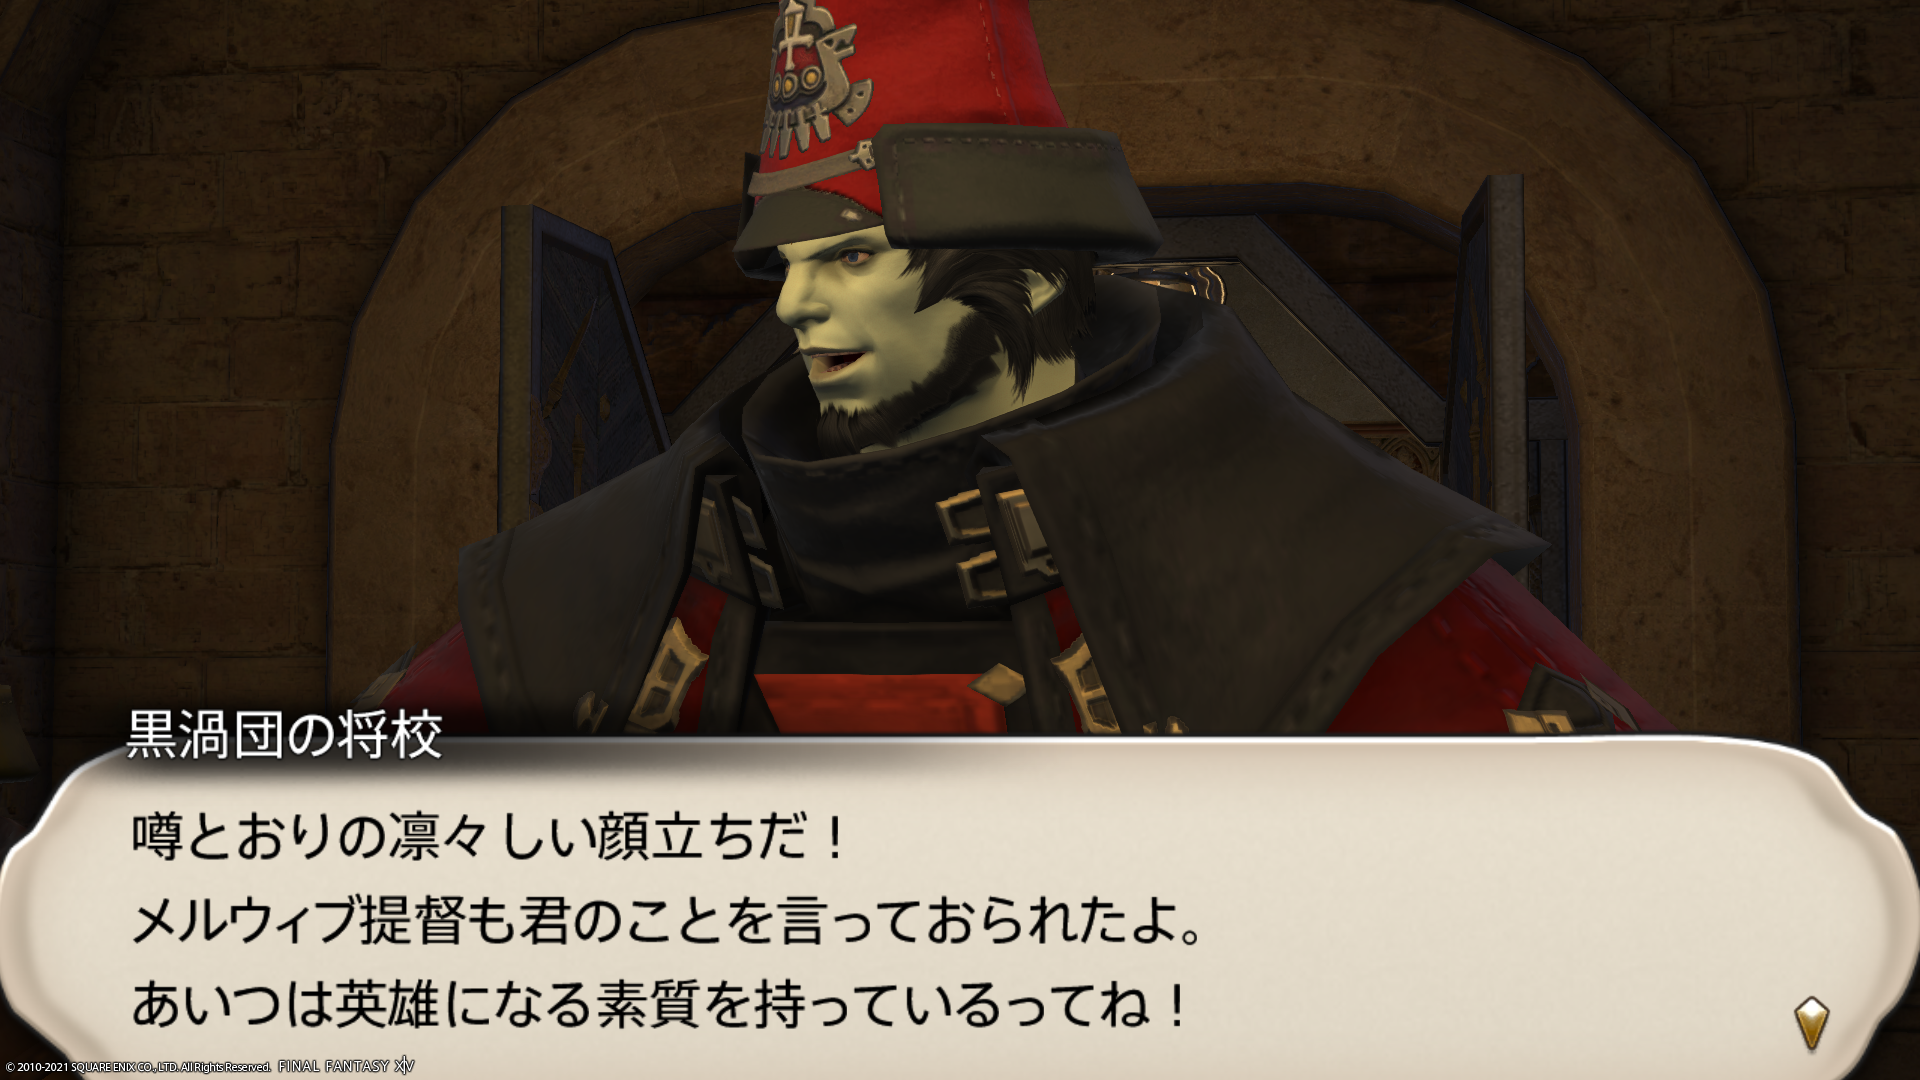 黒渦団の将校
噂とおりの凛々しい顔立ちだ！
メルウィブ提督も君のことを言っておられたよ。
あいつは英雄になる素質を持っているってね！
© 2010-2021 SQUARE ENIX CO., LTD. All Rights Reserved. FINAL FANTASY XIV